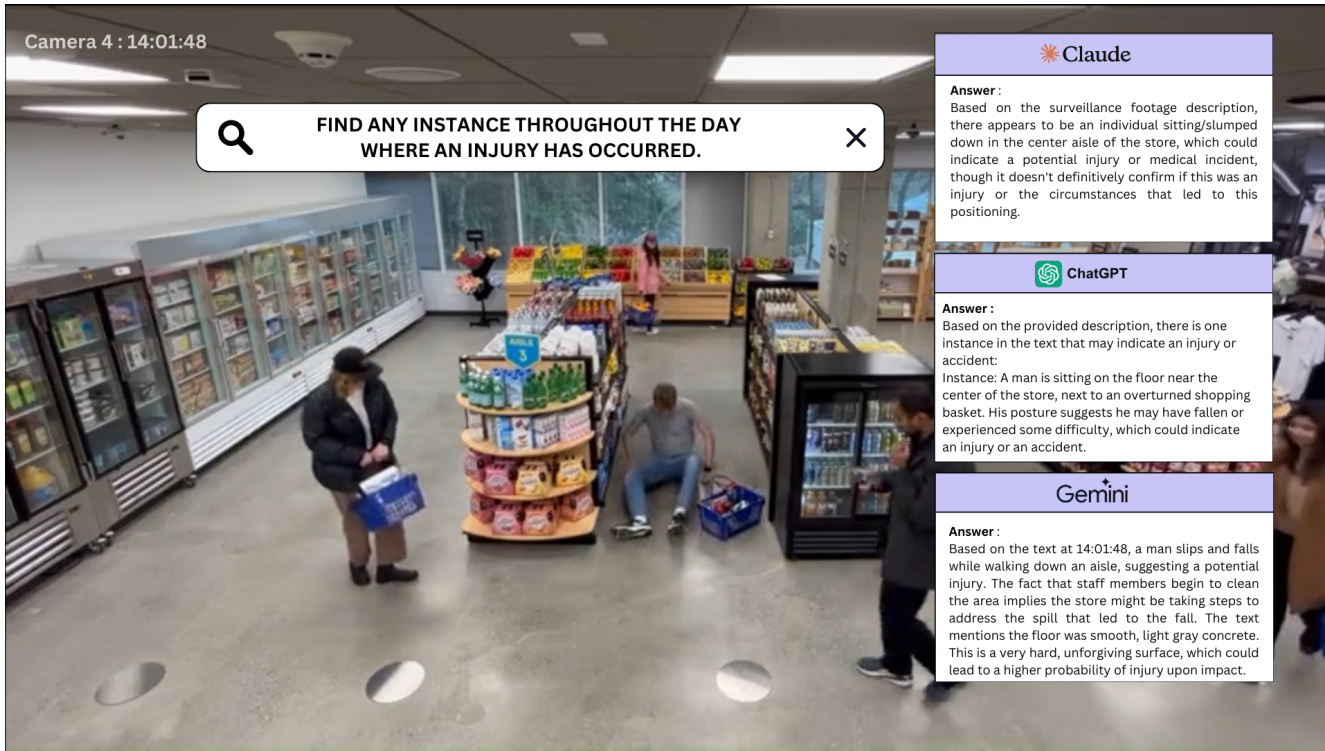 Camera 4 : 14:01:48
FIND ANY INSTANCE THROUGHOUT THE DAY
WHERE AN INJURY HAS OCCURRED.
AISLE
3
Claude
Answer :
Based on the surveillance footage description,
there appears to be an individual sitting/slumped
down in the center aisle of the store, which could
indicate a potential injury or medical incident,
though it doesn't definitively confirm if this was an
injury or the circumstances that led to this
positioning.
ChatGPT
Answer :
Based on the provided description, there is one
instance in the text that may indicate an injury or
accident:
Instance: A man is sitting on the floor near the
center of the store, next to an overturned shopping
basket. His posture suggests he may have fallen or
experienced some difficulty, which could indicate
an injury or an accident.
Gemini
Answer :
Based on the text at 14:01:48, a man slips and falls
while walking down an aisle, suggesting a potential
injury. The fact that staff members begin to clean
the area implies the store might be taking steps to
address the spill that led to the fall. The text
mentions the floor was smooth, light gray concrete.
This is a very hard, unforgiving surface, which could
lead to a higher probability of injury upon impact.